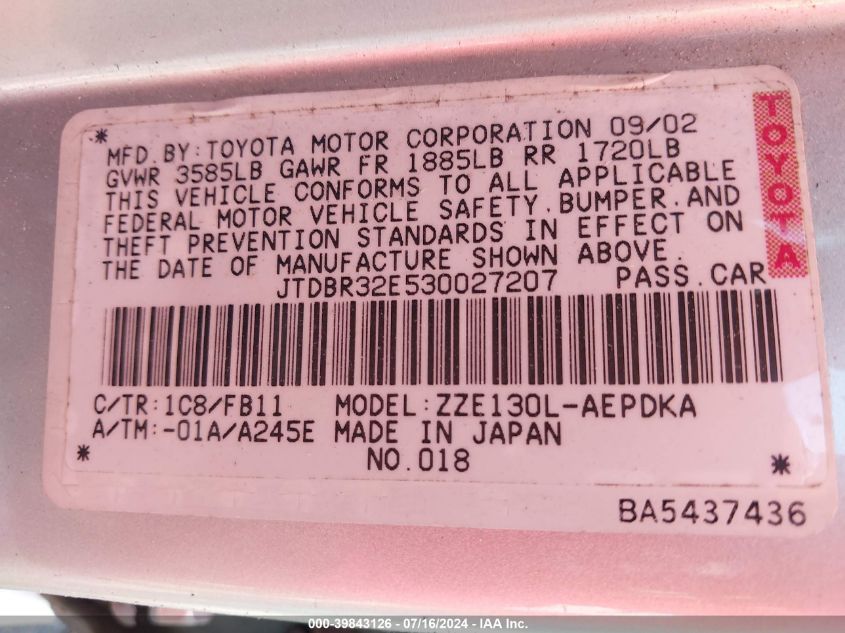 * MFD.BY:TOYOTA MOTOR CORPORATION 09/02
GVWR 3585LB GAWR FR 1885LB RR 1720LB
THIS VEHICLE CONFORMS TO ALL APPLICABLE
FEDERAL MOTOR VEHICLE SAFETY,BUMPER,AND
THEFT PREVENTION STANDARDS IN EFFECT ON
THE DATE OF MANUFACTURE SHOWN ABOVE.
JTDBR32E530027207 PASS.CAR
TOYOTA
C/TR:1C8/FB11 MODEL:ZZE130L-AEPDKA
A/TM:-01A/A245E MADE IN JAPAN
* NO.018 *
BA5437436
000-39843126 - 07/16/2024 - IAA Inc.